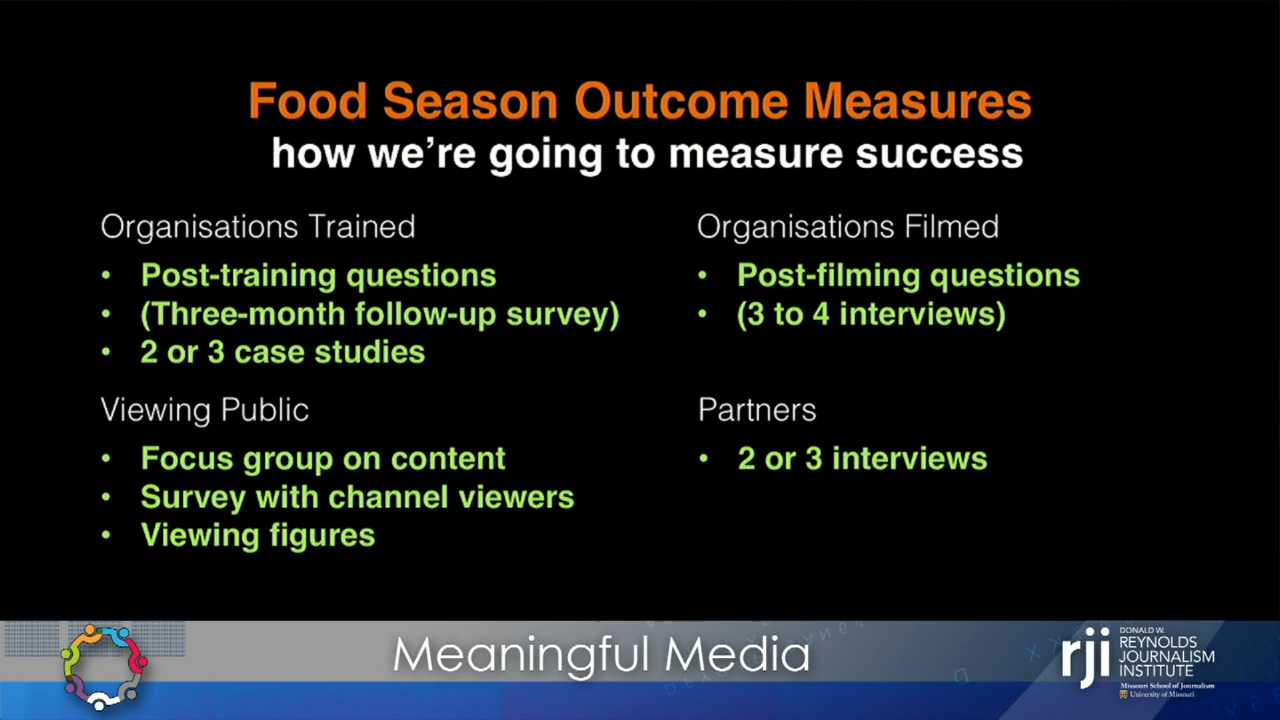 Food Season Outcome Measures
how we’re going to measure success
Organisations Trained
• Post-training questions
• (Three-month follow-up survey)
• 2 or 3 case studies
Organisations Filmed
• Post-filming questions
• (3 to 4 interviews)
Viewing Public
• Focus group on content
• Survey with channel viewers
• Viewing figures
Partners
• 2 or 3 interviews
Meaningful Media
rji
DONALD W.
REYNOLDS
JOURNALISM
INSTITUTE
Missouri School of Journalism
University of Missouri